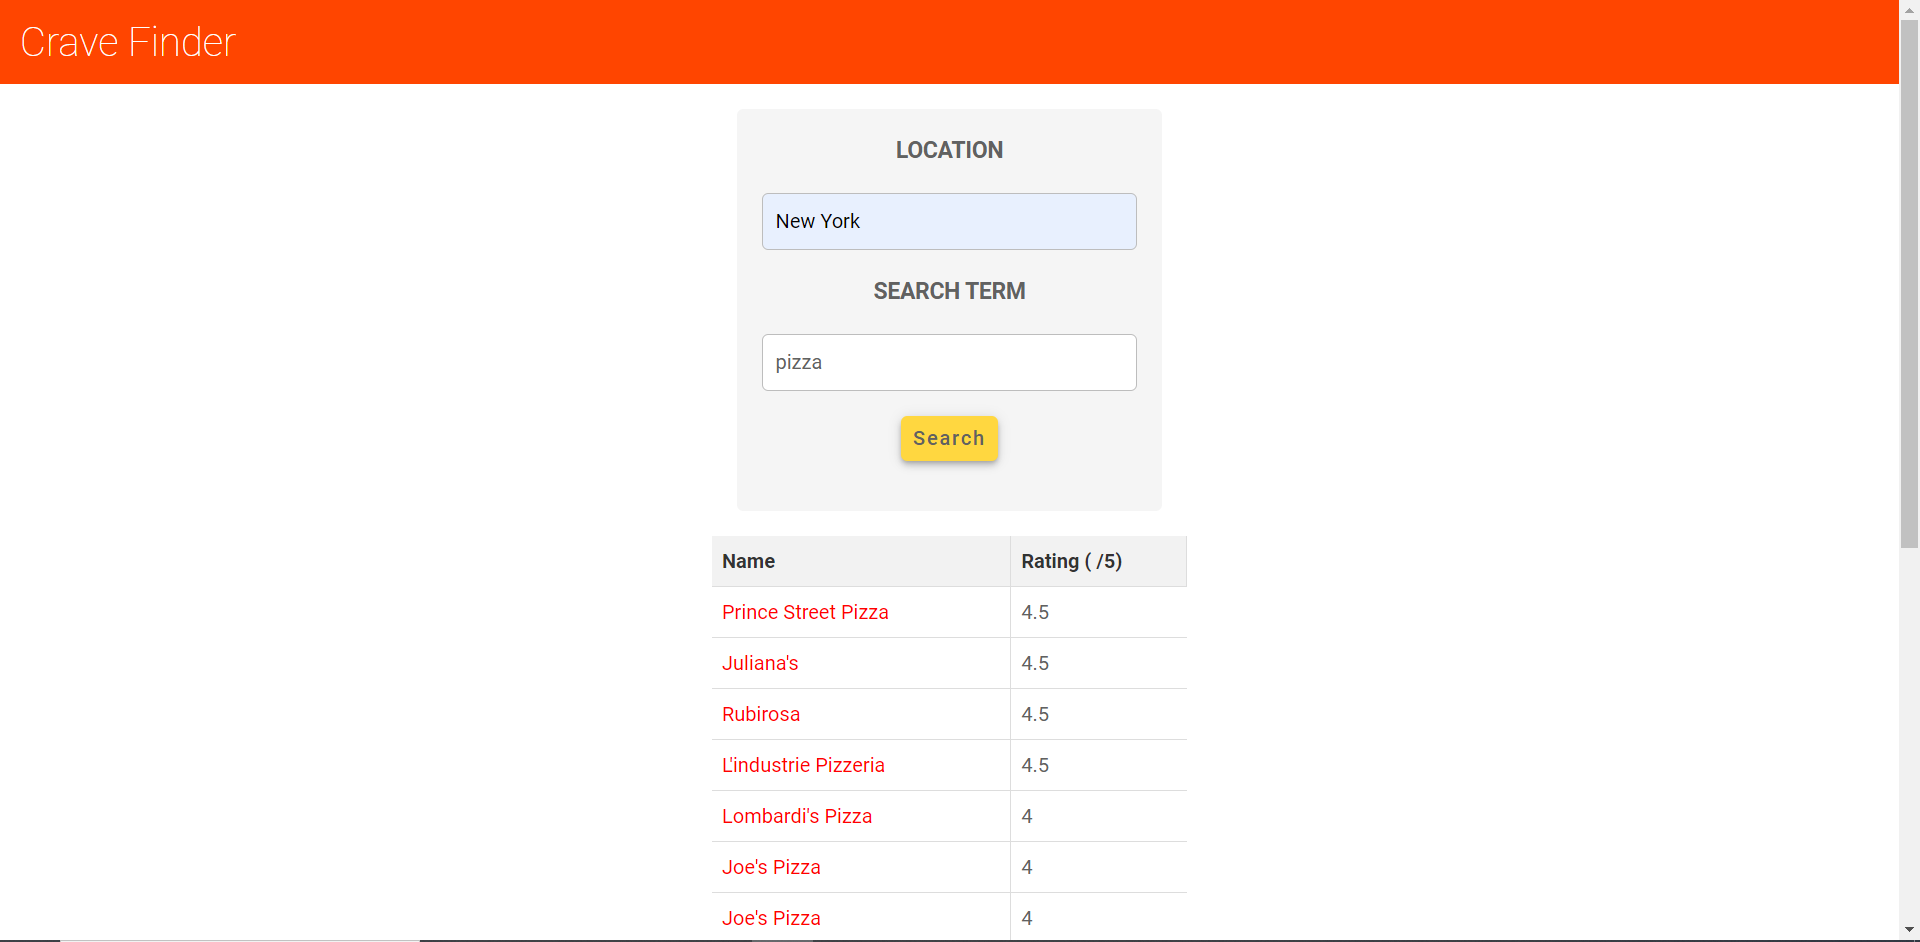 Crave Finder
LOCATION
New York
SEARCH TERM
pizza
Search
Name Rating ( /5)
Prince Street Pizza 4.5
Juliana's 4.5
Rubirosa 4.5
L'industrie Pizzeria 4.5
Lombardi's Pizza 4
Joe's Pizza 4
Joe's Pizza 4